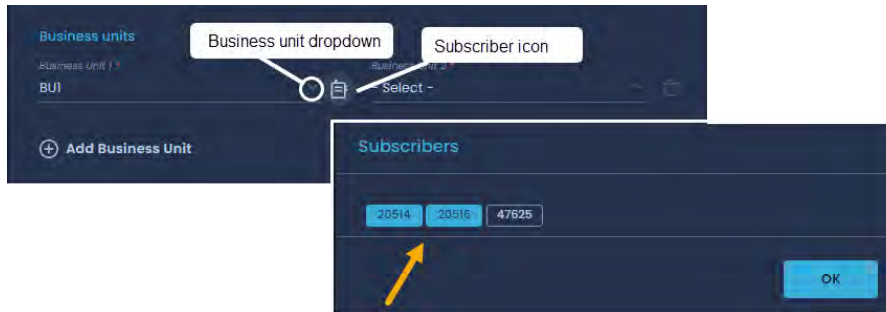 Business units
Business unit dropdown
Subscriber icon
Business Unit 1 *
Business Unit 2 *
BU1
- Select -
Add Business Unit
Subscribers
20514 20515 47625
OK